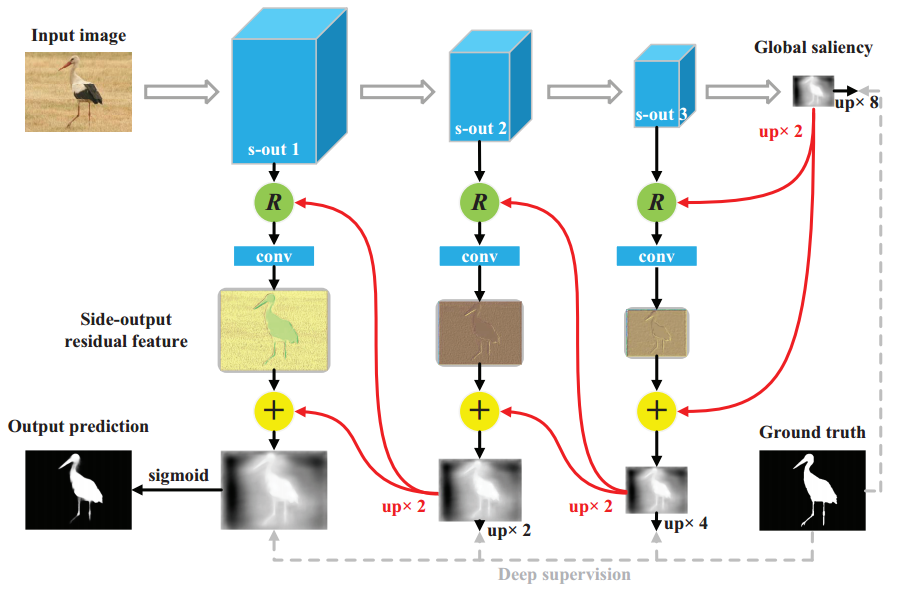 Input image
Global saliency
s-out 1
s-out 2
s-out 3
up× 8
up× 2
R
R
R
conv
conv
conv
Side-output
residual feature
+
+
+
Output prediction
Ground truth
sigmoid
up× 2
up× 2
up× 2
up× 4
Deep supervision